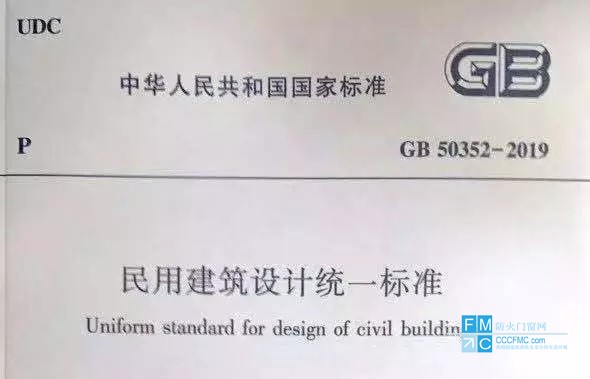 UDC
中华人民共和国国家标准
GB
P
GB 50352-2019
民用建筑设计统一标准
Uniform standard for design of civil
FM 防火门窗网
C CCCFMC.com